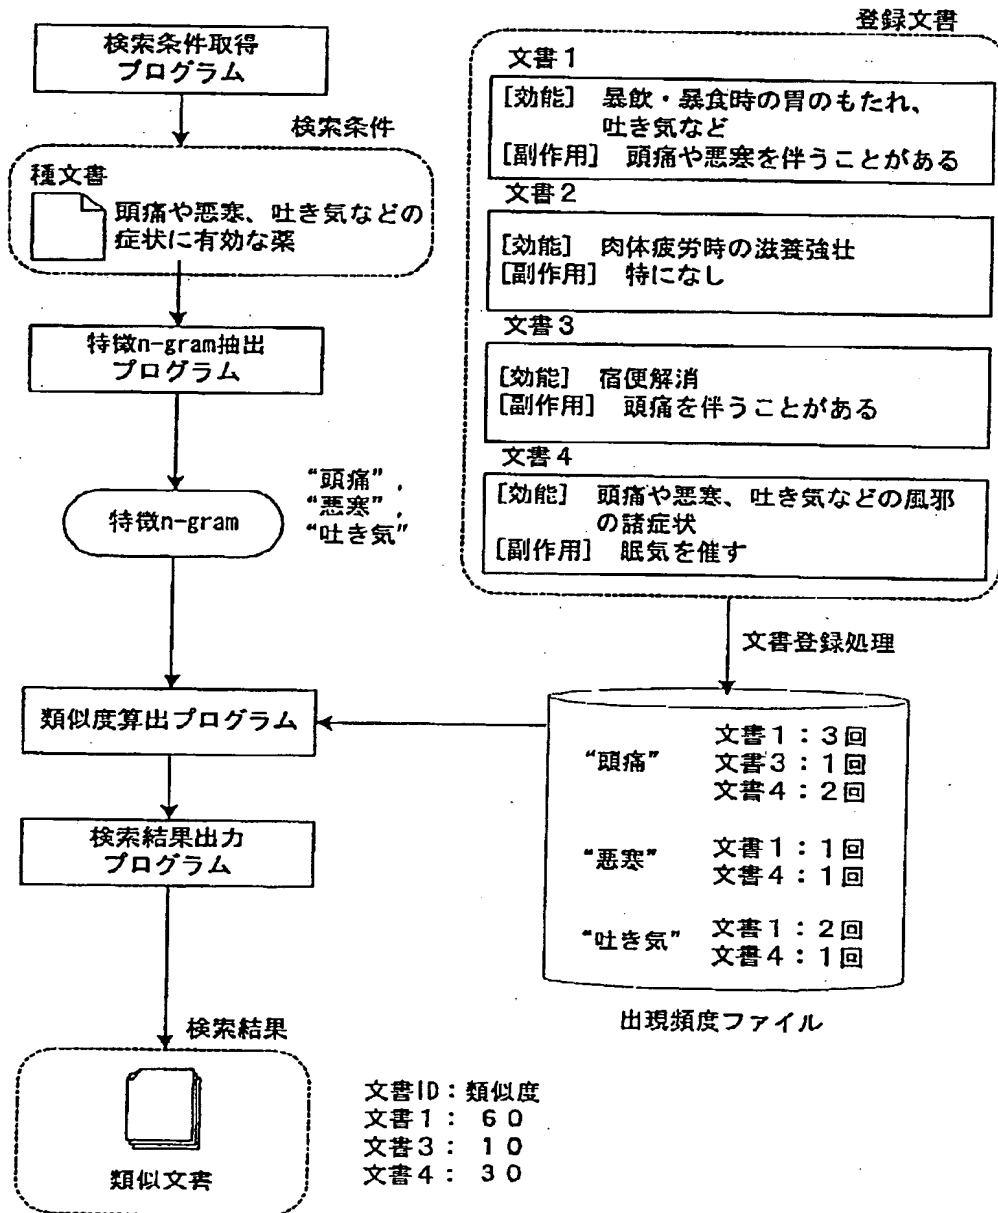 検索条件取得
プログラム
検索条件
種文書
頭痛や悪寒、吐き気などの
症状に有効な薬
特徴n-gram抽出
プログラム
特徴n-gram
“頭痛”,
“悪寒”,
“吐き気”
類似度算出プログラム
検索結果出力
プログラム
検索結果
類似文書
文書ID:類似度
文書1: 60
文書3: 10
文書4: 30
登録文書
文書1
[効能] 暴飲・暴食時の胃のもたれ、
吐き気など
[副作用] 頭痛や悪寒を伴うことがある
文書2
[効能] 肉体疲労時の滋養強壮
[副作用] 特になし
文書3
[効能] 宿便解消
[副作用] 頭痛を伴うことがある
文書4
[効能] 頭痛や悪寒、吐き気などの風邪
の諸症状
[副作用] 眠気を催す
文書登録処理
“頭痛”
文書1:3回
文書3:1回
文書4:2回
“悪寒”
文書1:1回
文書4:1回
“吐き気”
文書1:2回
文書4:1回
出現頻度ファイル